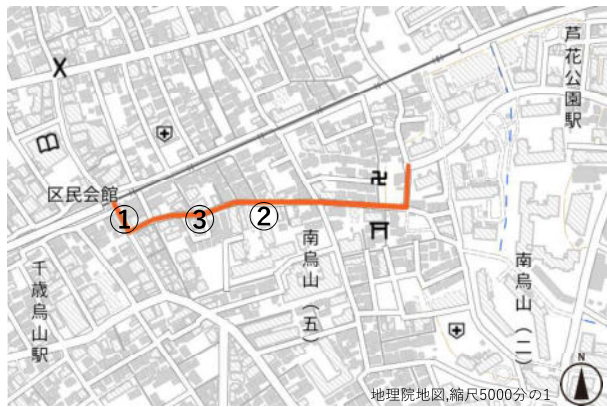 芦花公園駅
区民会館
①
③
②
千歳烏山駅
南烏山(五)
南烏山(二)
N
地理院地図,縮尺5000分の1